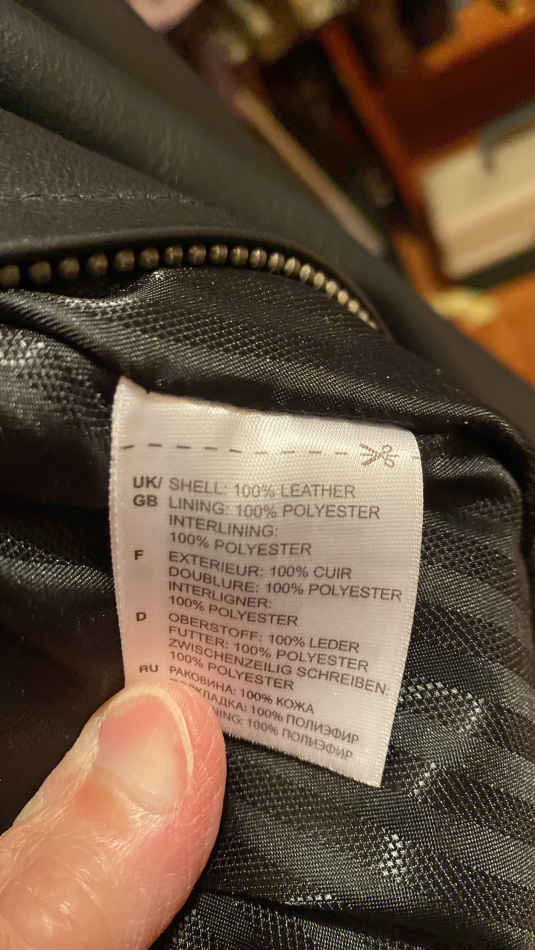 UK/ SHELL: 100% LEATHER
GB LINING: 100% POLYESTER
INTERLINING:
100% POLYESTER
F EXTERIEUR: 100% CUIR
DOUBLURE: 100% POLYESTER
INTERLIGNER:
100% POLYESTER
D OBERSTOFF: 100% LEDER
FUTTER: 100% POLYESTER
ZWISCHENZEILIG SCHREIBEN:
100% POLYESTER
RU РАКОВИНА: 100% КОЖА
100% ПОЛИЭФИР
100% ПОЛИЭФИР